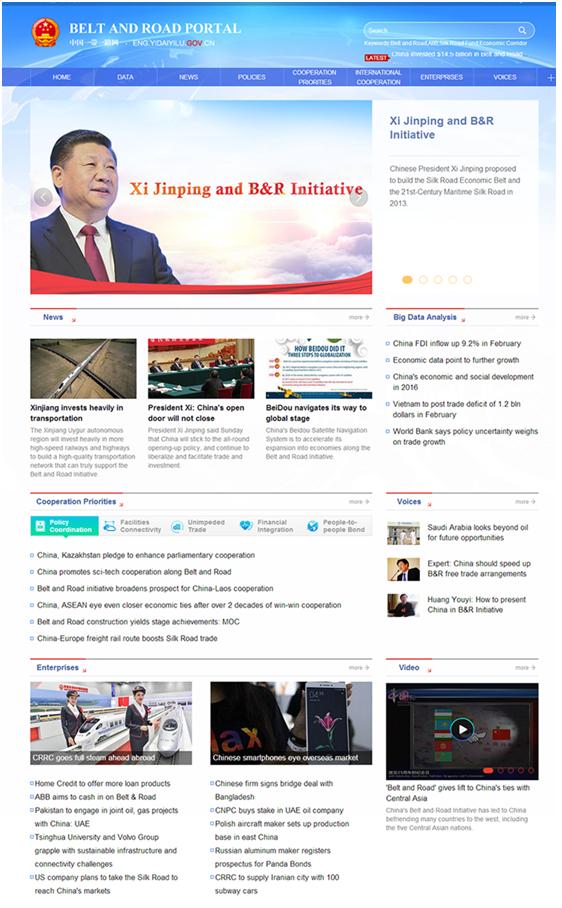 BELT AND ROAD PORTAL
中国一带一路网 · ENG.YIDAIYILU.GOV.CN
Search
Keywords Belt and Road AIIB Silk Road Fund Economic Corridor
LATEST China invested $14.5 billion in Belt and Road
HOME
DATA
NEWS
POLICIES
COOPERATION PRIORITIES
INTERNATIONAL COOPERATION
ENTERPRISES
VOICES
Xi Jinping and B&R Initiative
Xi Jinping and B&R
Initiative
Chinese President Xi Jinping proposed
to build the Silk Road Economic Belt and
the 21st-Century Maritime Silk Road in
2013.
News
more
HOW BEIDOU DID IT
THREE STEPS TO GLOBALIZATION
Xinjiang invests heavily in
transportation
The Xinjiang Uygur autonomous
region will invest heavily in more
high-speed railways and highways
to build a high-quality transportation
network that can truly support the
Belt and Road Initiative.
President Xi: China's open
door will not close
President Xi Jinping said Sunday
that China will stick to the all-round
opening-up policy, and continue to
liberalize and facilitate trade and
investment.
BeiDou navigates its way to
global stage
China's Beidou Satellite Navigation
System is to accelerate its
expansion into economies along the
Belt and Road Initiative.
Big Data Analysis
more
China FDI inflow up 9.2% in February
Economic data point to further growth
China's economic and social development
in 2016
Vietnam to post trade deficit of 1.2 bln
dollars in February
World Bank says policy uncertainty weighs
on trade growth
Cooperation Priorities
more
Policy
Coordination
Facilities
Connectivity
Unimpeded
Trade
Financial
Integration
People-to-
people Bond
China, Kazakhstan pledge to enhance parliamentary cooperation
China promotes sci-tech cooperation along Belt and Road
Belt and Road initiative broadens prospect for China-Laos cooperation
China, ASEAN eye even closer economic ties after over 2 decades of win-win cooperation
Belt and Road construction yields stage achievements: MOC
China-Europe freight rail route boosts Silk Road trade
Voices
more
Saudi Arabia looks beyond oil
for future opportunities
Expert: China should speed up
B&R free trade arrangements
Huang Youyi: How to present
China in B&R Initiative
Enterprises
more
CRRC goes full steam ahead abroad
Chinese smartphones eye overseas market
Home Credit to offer more loan products
ABB aims to cash in on Belt & Road
Pakistan to engage in joint oil, gas projects
with China: UAE
Tsinghua University and Volvo Group
grapple with sustainable infrastructure and
connectivity challenges
US company plans to take the Silk Road to
reach China's markets
Chinese firm signs bridge deal with
Bangladesh
CNPC buys stake in UAE oil company
Polish aircraft maker sets up production
base in east China
Russian aluminum maker registers
prospectus for Panda Bonds
CRRC to supply Iranian city with 100
subway cars
Video
more
'Belt and Road' gives lift to China's ties with
Central Asia
China's Belt and Road Initiative has led to China
befriending many countries to the west, including
the five Central Asian nations.